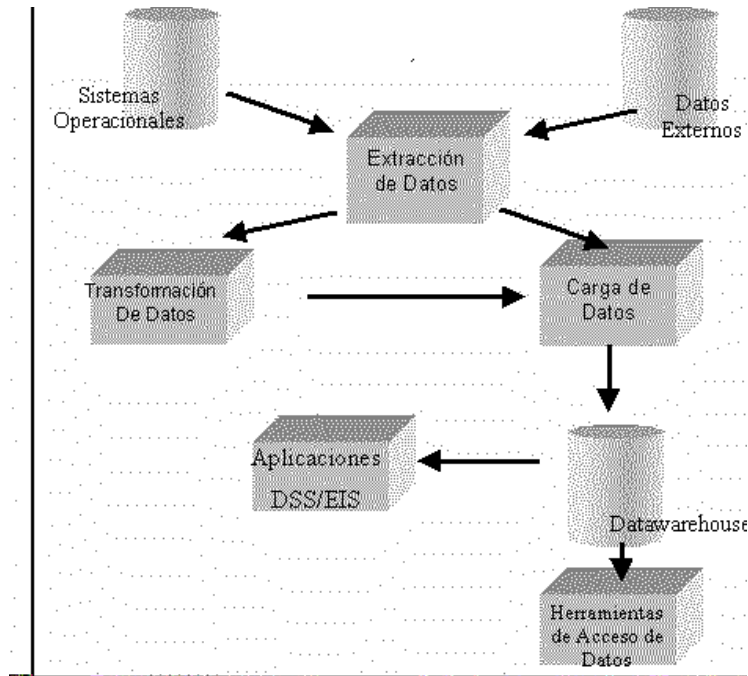 Sistemas
Operacionales
Datos
Externos
Extracción
de Datos
Transformación
De Datos
Carga de
Datos
Aplicaciones
DSS/EIS
Datawarehouse
Herramientas
de Acceso de
Datos